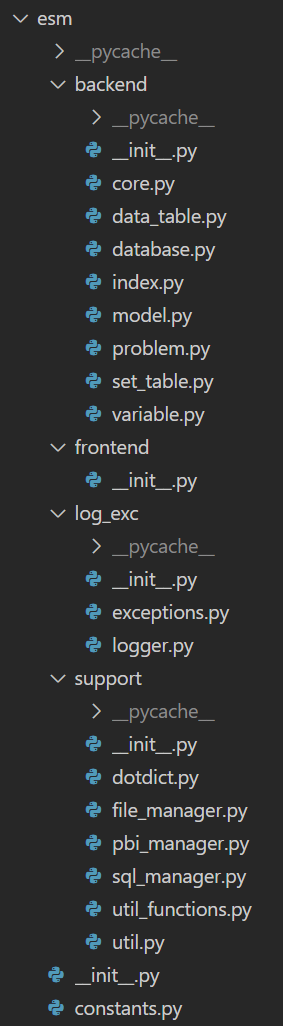 esm
__pycache__
backend
__pycache__
__init__.py
core.py
data_table.py
database.py
index.py
model.py
problem.py
set_table.py
variable.py
frontend
__init__.py
log_exc
__pycache__
__init__.py
exceptions.py
logger.py
support
__pycache__
__init__.py
dotdict.py
file_manager.py
pbi_manager.py
sql_manager.py
util_functions.py
util.py
__init__.py
constants.py